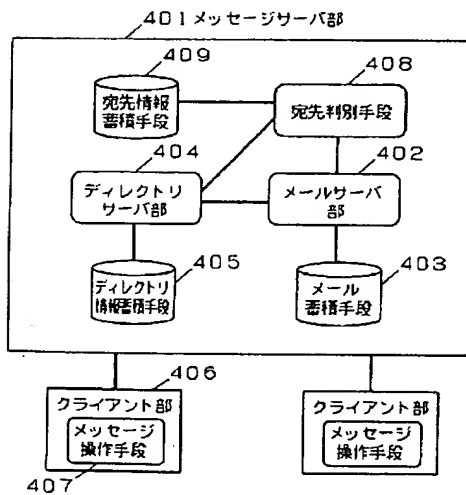 401メッセージサーバ部
409
408
宛先情報
蓄積手段
宛先判別手段
404
402
ディレクトリ
サーバ部
メールサーバ
部
405
403
ディレクトリ
情報蓄積手段
メール
蓄積手段
406
クライアント部
クライアント部
メッセージ
操作手段
メッセージ
操作手段
407